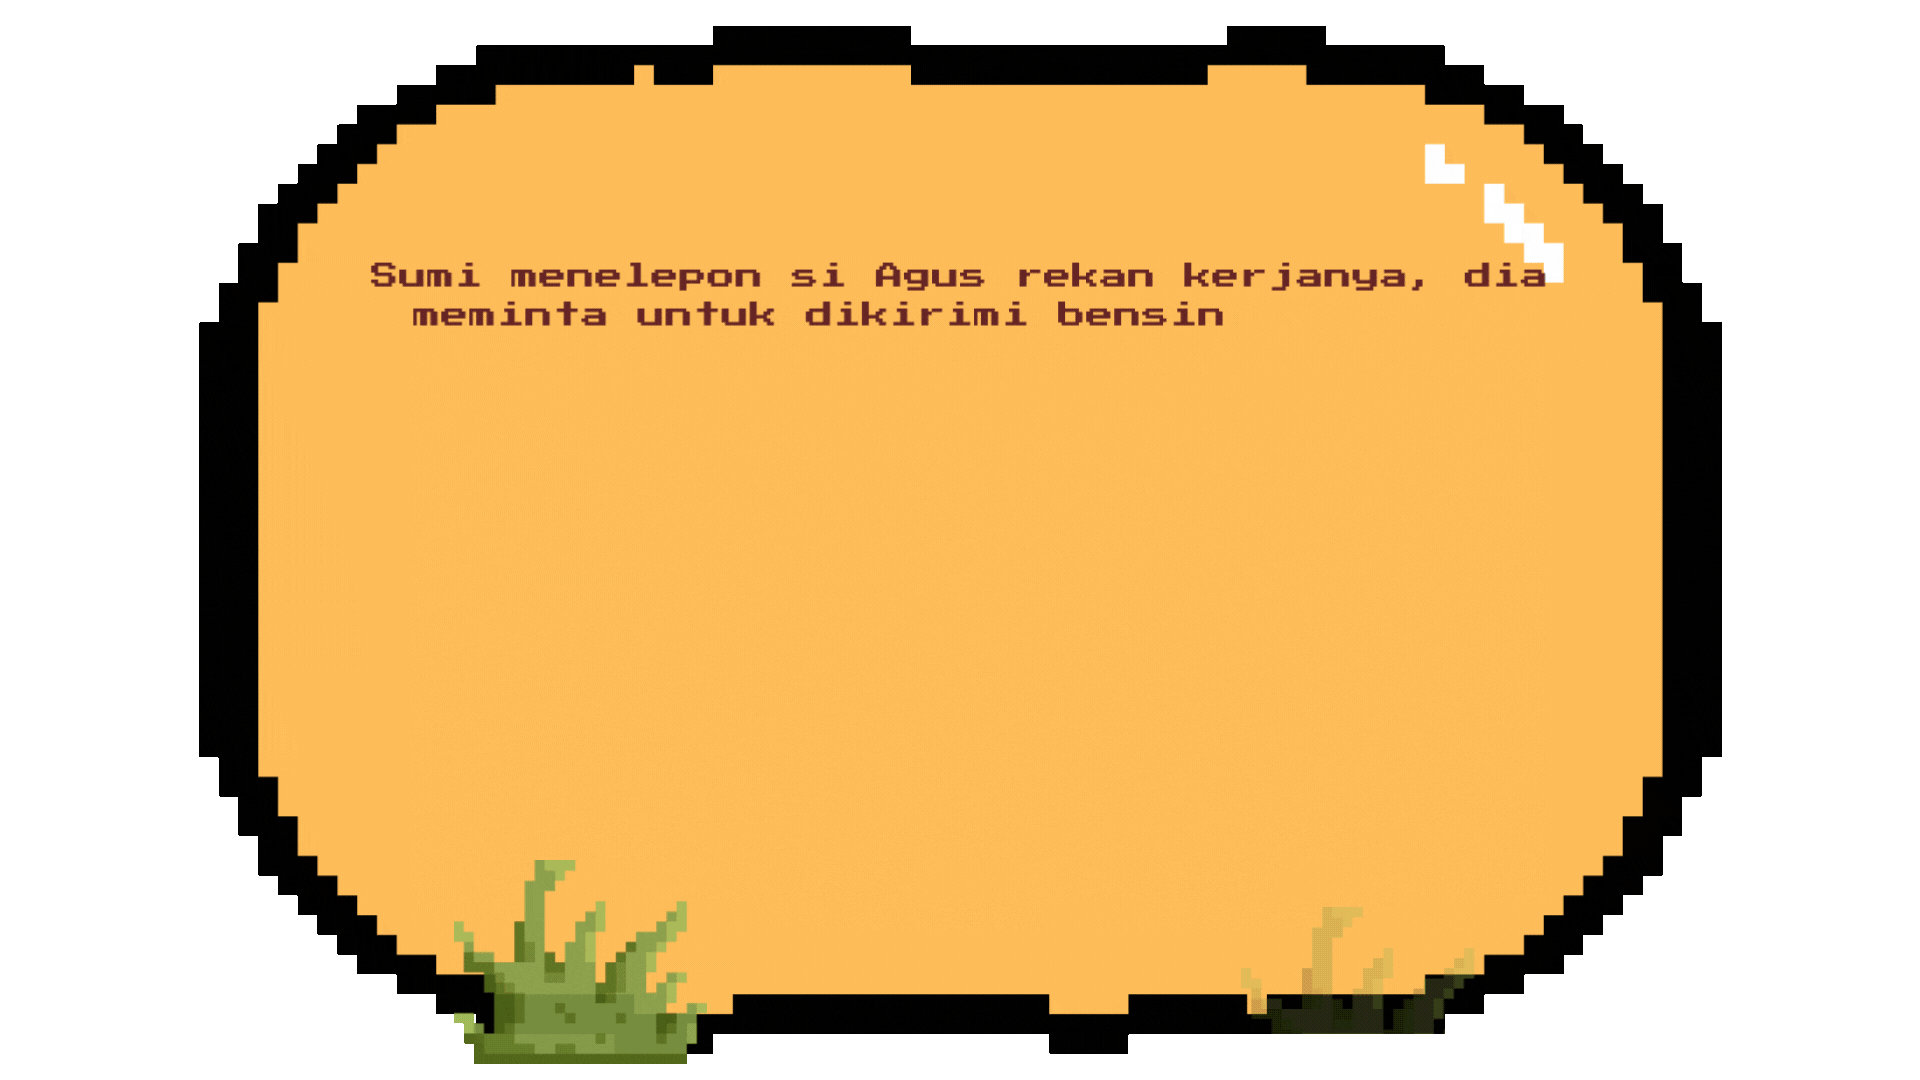 Sumi menelepon si Agus rekan kerjanya, dia
meminta untuk dikirimi bensin